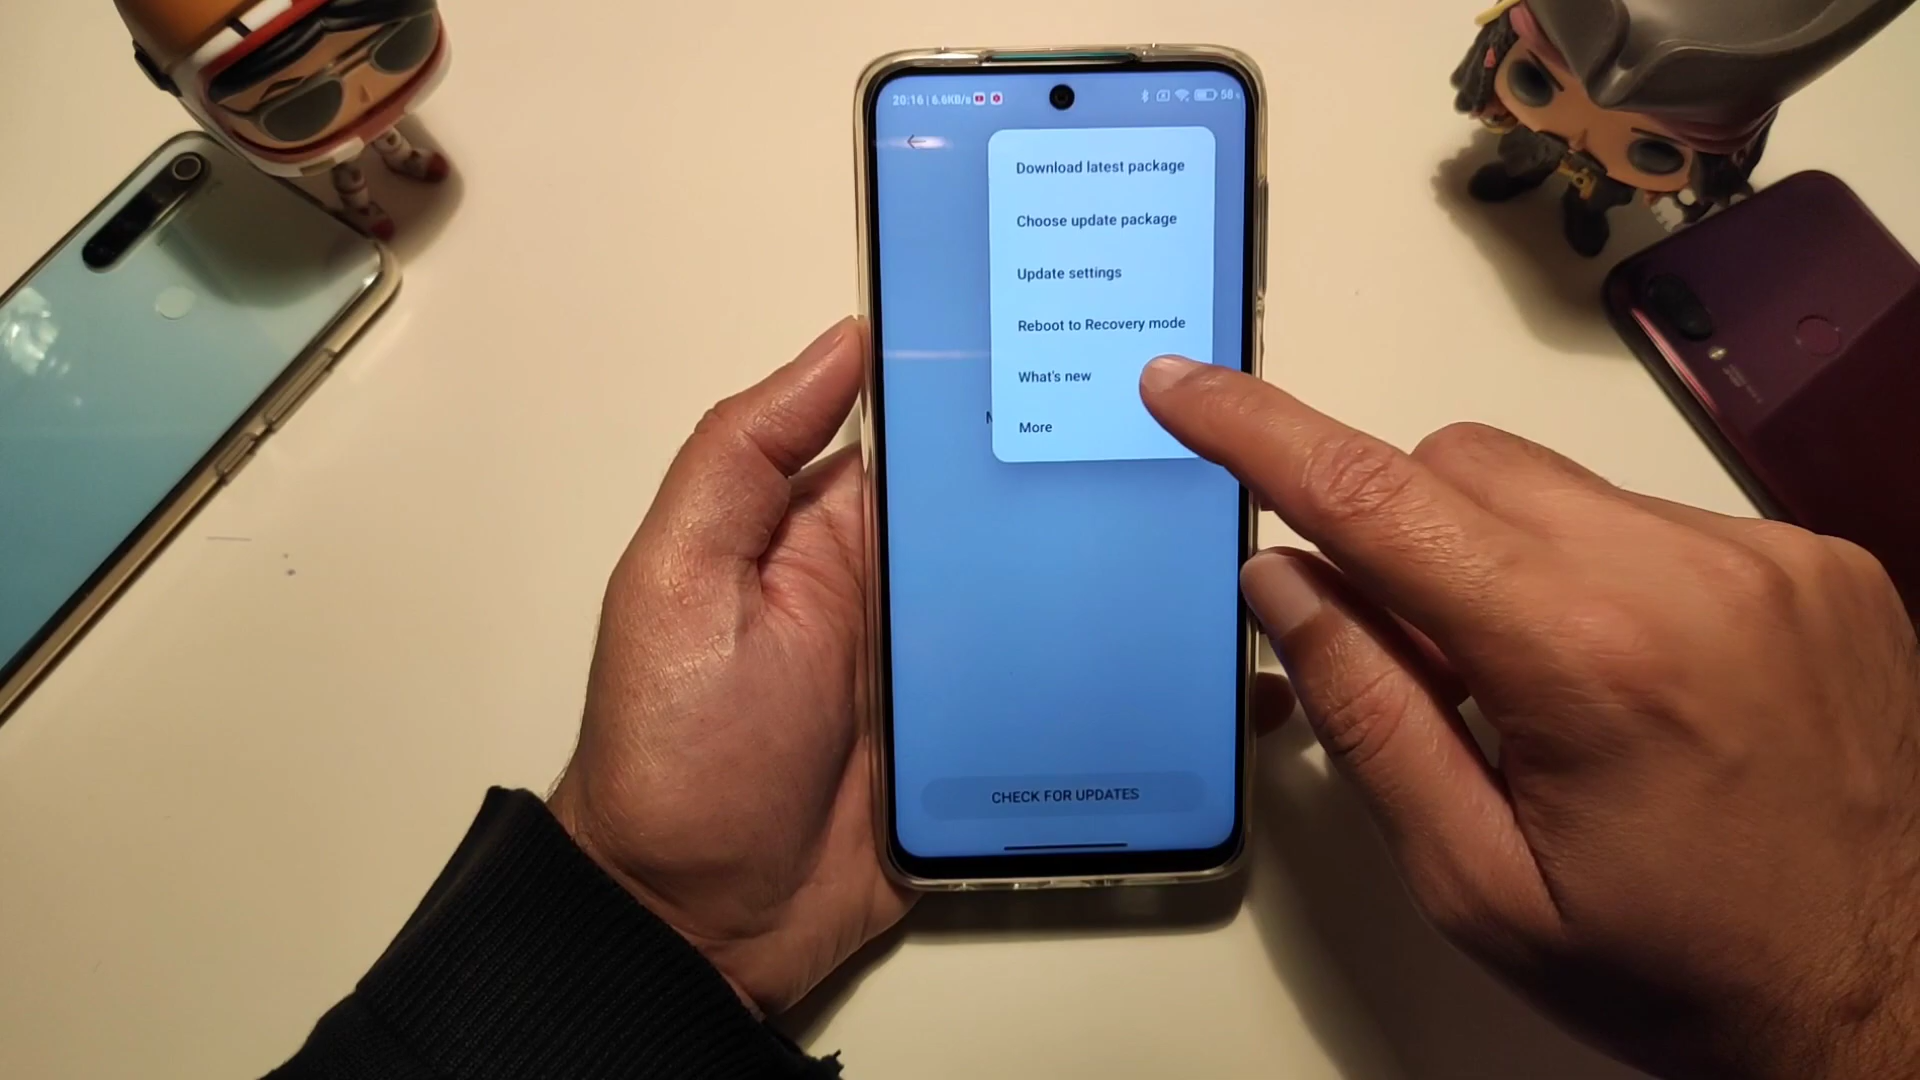 20:16 | 6.6KB/s
58
Download latest package
Choose update package
Update settings
Reboot to Recovery mode
What's new
More
CHECK FOR UPDATES